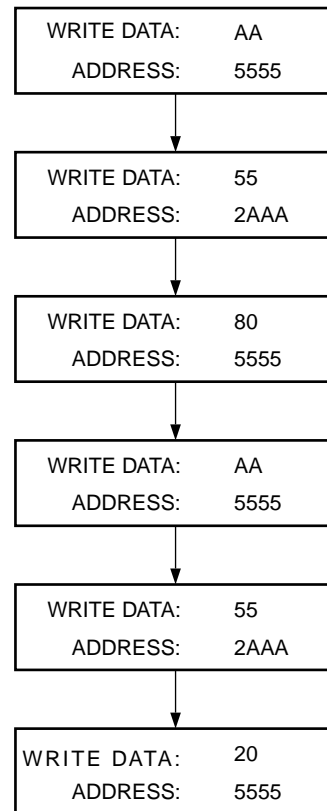 WRITE DATA: AA
ADDRESS: 5555
WRITE DATA: 55
ADDRESS: 2AAA
WRITE DATA: 80
ADDRESS: 5555
WRITE DATA: AA
ADDRESS: 5555
WRITE DATA: 55
ADDRESS: 2AAA
WRITE DATA: 20
ADDRESS: 5555